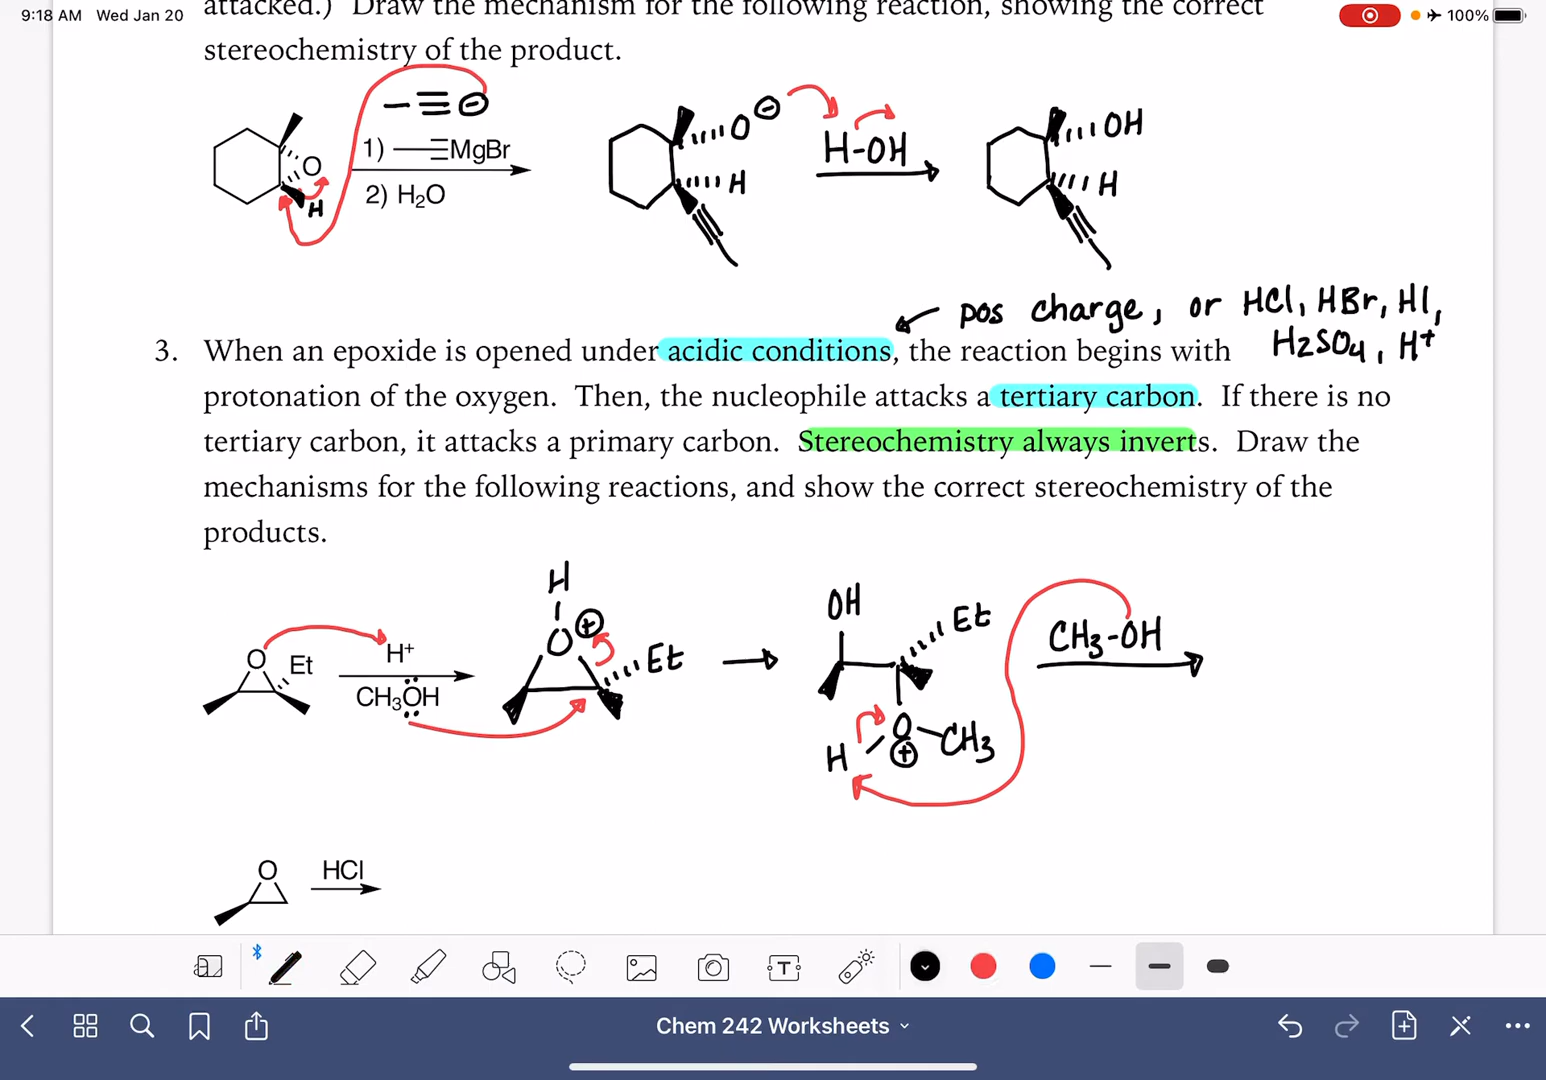 9:18 AM Wed Jan 20
100%
attacked.) Draw the mechanism for the following reaction, showing the correct
stereochemistry of the product.
−≡⊖
1) —≡MgBr
2) H₂O
O
H
O ⊖
H
H-OH
OH
H
pos charge, or HCl, HBr, HI,
H₂SO₄, H⁺
3. When an epoxide is opened under acidic conditions, the reaction begins with
protonation of the oxygen. Then, the nucleophile attacks a tertiary carbon. If there is no
tertiary carbon, it attacks a primary carbon. Stereochemistry always inverts. Draw the
mechanisms for the following reactions, and show the correct stereochemistry of the
products.
O Et
H⁺
CH₃ÖH
H
O ⊕
Et
OH
Et
H O ⊕ CH₃
CH₃-OH
O
HCl
T
Chem 242 Worksheets